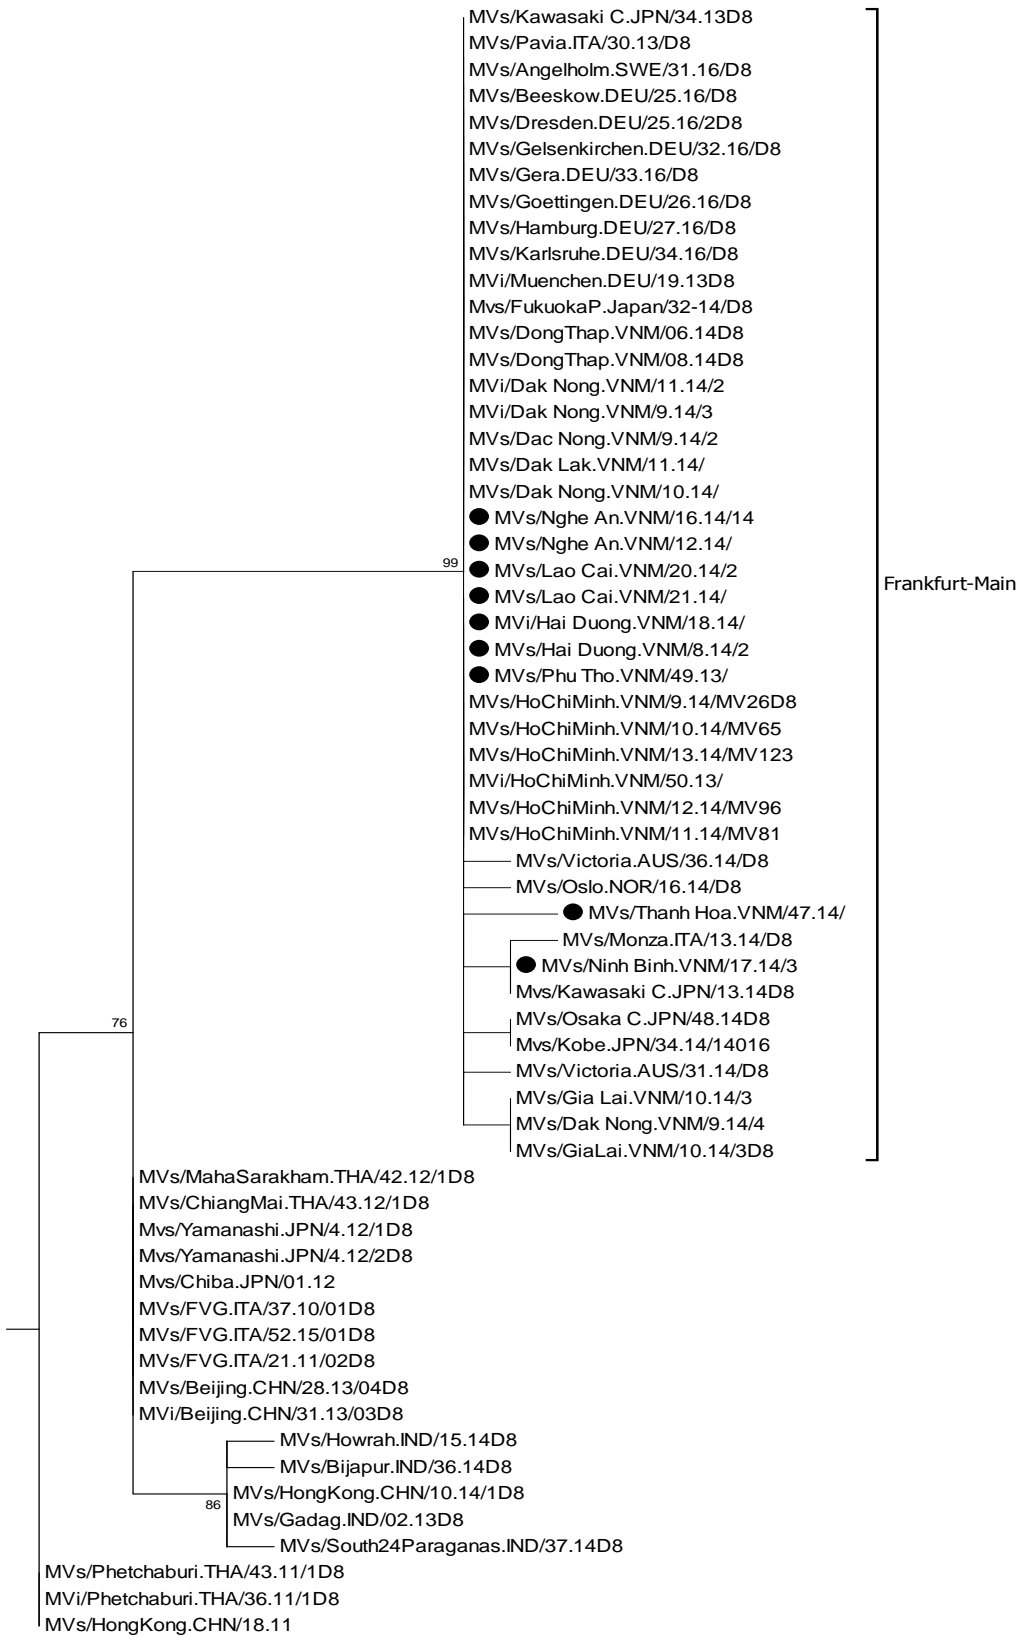 MVs/Kawasaki C.JPN/34.13D8
MVs/Pavia.ITA/30.13/D8
MVs/Angelholm.SWE/31.16/D8
MVs/Beeskow.DEU/25.16/D8
MVs/Dresden.DEU/25.16/2D8
MVs/Gelsenkirchen.DEU/32.16/D8
MVs/Gera.DEU/33.16/D8
MVs/Goettingen.DEU/26.16/D8
MVs/Hamburg.DEU/27.16/D8
MVs/Karlsruhe.DEU/34.16/D8
MVi/Muenchen.DEU/19.13D8
Mvs/FukuokaP.Japan/32-14/D8
MVs/DongThap.VNM/06.14D8
MVs/DongThap.VNM/08.14D8
MVi/Dak Nong.VNM/11.14/2
MVi/Dak Nong.VNM/9.14/3
MVs/Dac Nong.VNM/9.14/2
MVs/Dak Lak.VNM/11.14/
MVs/Dak Nong.VNM/10.14/
MVs/Nghe An.VNM/16.14/14
MVs/Nghe An.VNM/12.14/
99
MVs/Lao Cai.VNM/20.14/2
Frankfurt-Main
MVs/Lao Cai.VNM/21.14/
MVi/Hai Duong.VNM/18.14/
MVs/Hai Duong.VNM/8.14/2
MVs/Phu Tho.VNM/49.13/
MVs/HoChiMinh.VNM/9.14/MV26D8
MVs/HoChiMinh.VNM/10.14/MV65
MVs/HoChiMinh.VNM/13.14/MV123
MVi/HoChiMinh.VNM/50.13/
MVs/HoChiMinh.VNM/12.14/MV96
MVs/HoChiMinh.VNM/11.14/MV81
MVs/Victoria.AUS/36.14/D8
MVs/Oslo.NOR/16.14/D8
MVs/Thanh Hoa.VNM/47.14/
MVs/Monza.ITA/13.14/D8
MVs/Ninh Binh.VNM/17.14/3
Mvs/Kawasaki C.JPN/13.14D8
76
MVs/Osaka C.JPN/48.14D8
Mvs/Kobe.JPN/34.14/14016
MVs/Victoria.AUS/31.14/D8
MVs/Gia Lai.VNM/10.14/3
MVs/Dak Nong.VNM/9.14/4
MVs/GiaLai.VNM/10.14/3D8
MVs/MahaSarakham.THA/42.12/1D8
MVs/ChiangMai.THA/43.12/1D8
Mvs/Yamanashi.JPN/4.12/1D8
Mvs/Yamanashi.JPN/4.12/2D8
Mvs/Chiba.JPN/01.12
MVs/FVG.ITA/37.10/01D8
MVs/FVG.ITA/52.15/01D8
MVs/FVG.ITA/21.11/02D8
MVs/Beijing.CHN/28.13/04D8
MVi/Beijing.CHN/31.13/03D8
MVs/Howrah.IND/15.14D8
MVs/Bijapur.IND/36.14D8
MVs/HongKong.CHN/10.14/1D8
86
MVs/Gadag.IND/02.13D8
MVs/South24Paraganas.IND/37.14D8
MVs/Phetchaburi.THA/43.11/1D8
MVi/Phetchaburi.THA/36.11/1D8
MVs/HongKong.CHN/18.11